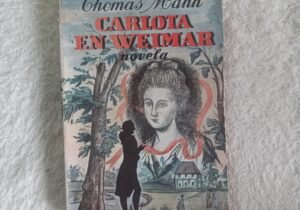 Thomas Mann
CARLOTA
EN WEIMAR
novela